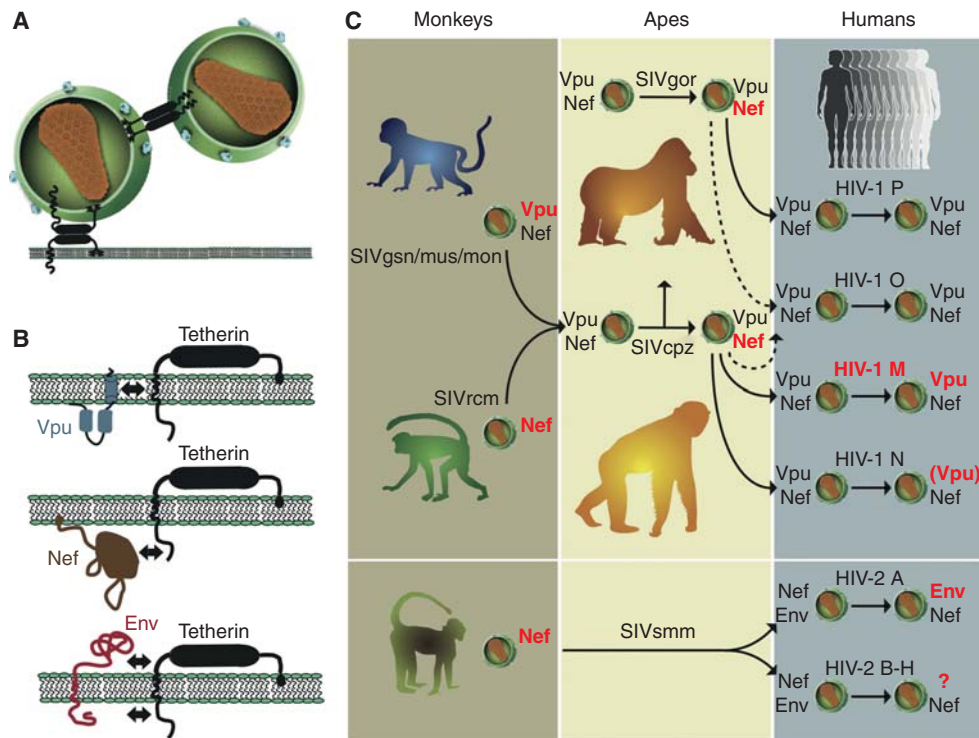 A
B
Tetherin
Vpu
Tetherin
Nef
Env
Tetherin
C
Monkeys
Apes
Humans
Vpu
Nef
SIVgsn/mus/mon
SIVrcm
Nef
Vpu
Nef
SIVgor
Vpu
Nef
Vpu
Nef
SIVcpz
Vpu
Nef
HIV-1 P
Vpu
Nef
Vpu
Nef
HIV-1 O
Vpu
Nef
Vpu
Nef
HIV-1 M
Vpu
Nef
Vpu
Nef
HIV-1 N
Vpu
Nef
(Vpu)
Nef
Nef
SIVsmm
HIV-2 A
Nef
Env
Env
Nef
HIV-2 B-H
Nef
Env
?
Nef